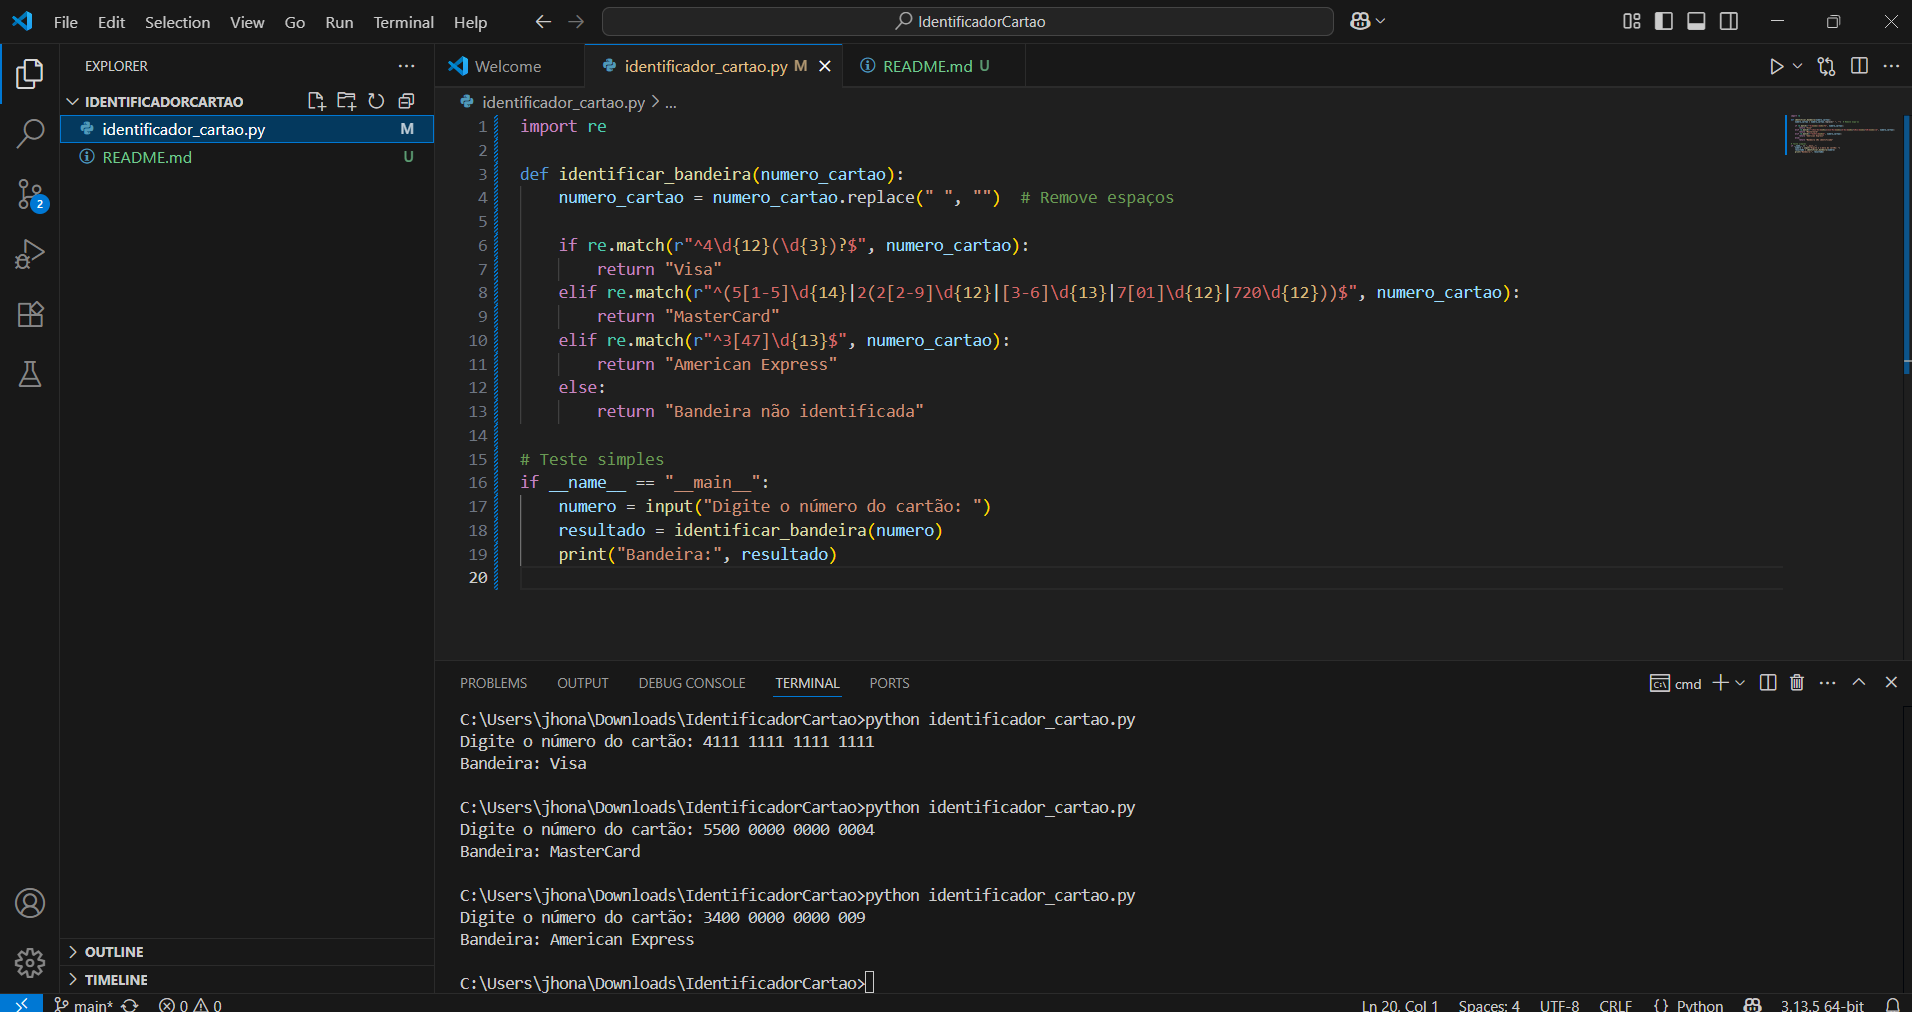 File Edit Selection View Go Run Terminal Help
IdentificadorCartao
EXPLORER
IDENTIFICADORCARTAO
identificador_cartao.py M
README.md U
2
OUTLINE
TIMELINE
Welcome
identificador_cartao.py M
README.md U
identificador_cartao.py > ...
1 import re
2
3 def identificar_bandeira(numero_cartao):
4 numero_cartao = numero_cartao.replace(" ", "") # Remove espaços
5
6 if re.match(r"^4\d{12}(\d{3})?$", numero_cartao):
7 return "Visa"
8 elif re.match(r"^(5[1-5]\d{14}|2(2[2-9]\d{12}|[3-6]\d{13}|7[01]\d{12}|720\d{12}))$", numero_cartao):
9 return "MasterCard"
10 elif re.match(r"^3[47]\d{13}$", numero_cartao):
11 return "American Express"
12 else:
13 return "Bandeira não identificada"
14
15 # Teste simples
16 if __name__ == "__main__":
17 numero = input("Digite o número do cartão: ")
18 resultado = identificar_bandeira(numero)
19 print("Bandeira:", resultado)
20
PROBLEMS OUTPUT DEBUG CONSOLE TERMINAL PORTS
cmd
C:\Users\jhona\Downloads\IdentificadorCartao>python identificador_cartao.py
Digite o número do cartão: 4111 1111 1111 1111
Bandeira: Visa
C:\Users\jhona\Downloads\IdentificadorCartao>python identificador_cartao.py
Digite o número do cartão: 5500 0000 0000 0004
Bandeira: MasterCard
C:\Users\jhona\Downloads\IdentificadorCartao>python identificador_cartao.py
Digite o número do cartão: 3400 0000 0000 009
Bandeira: American Express
C:\Users\jhona\Downloads\IdentificadorCartao>
main* 0 0 Ln 20, Col 1 Spaces: 4 UTF-8 CRLF {} Python 3.13.5 64-bit